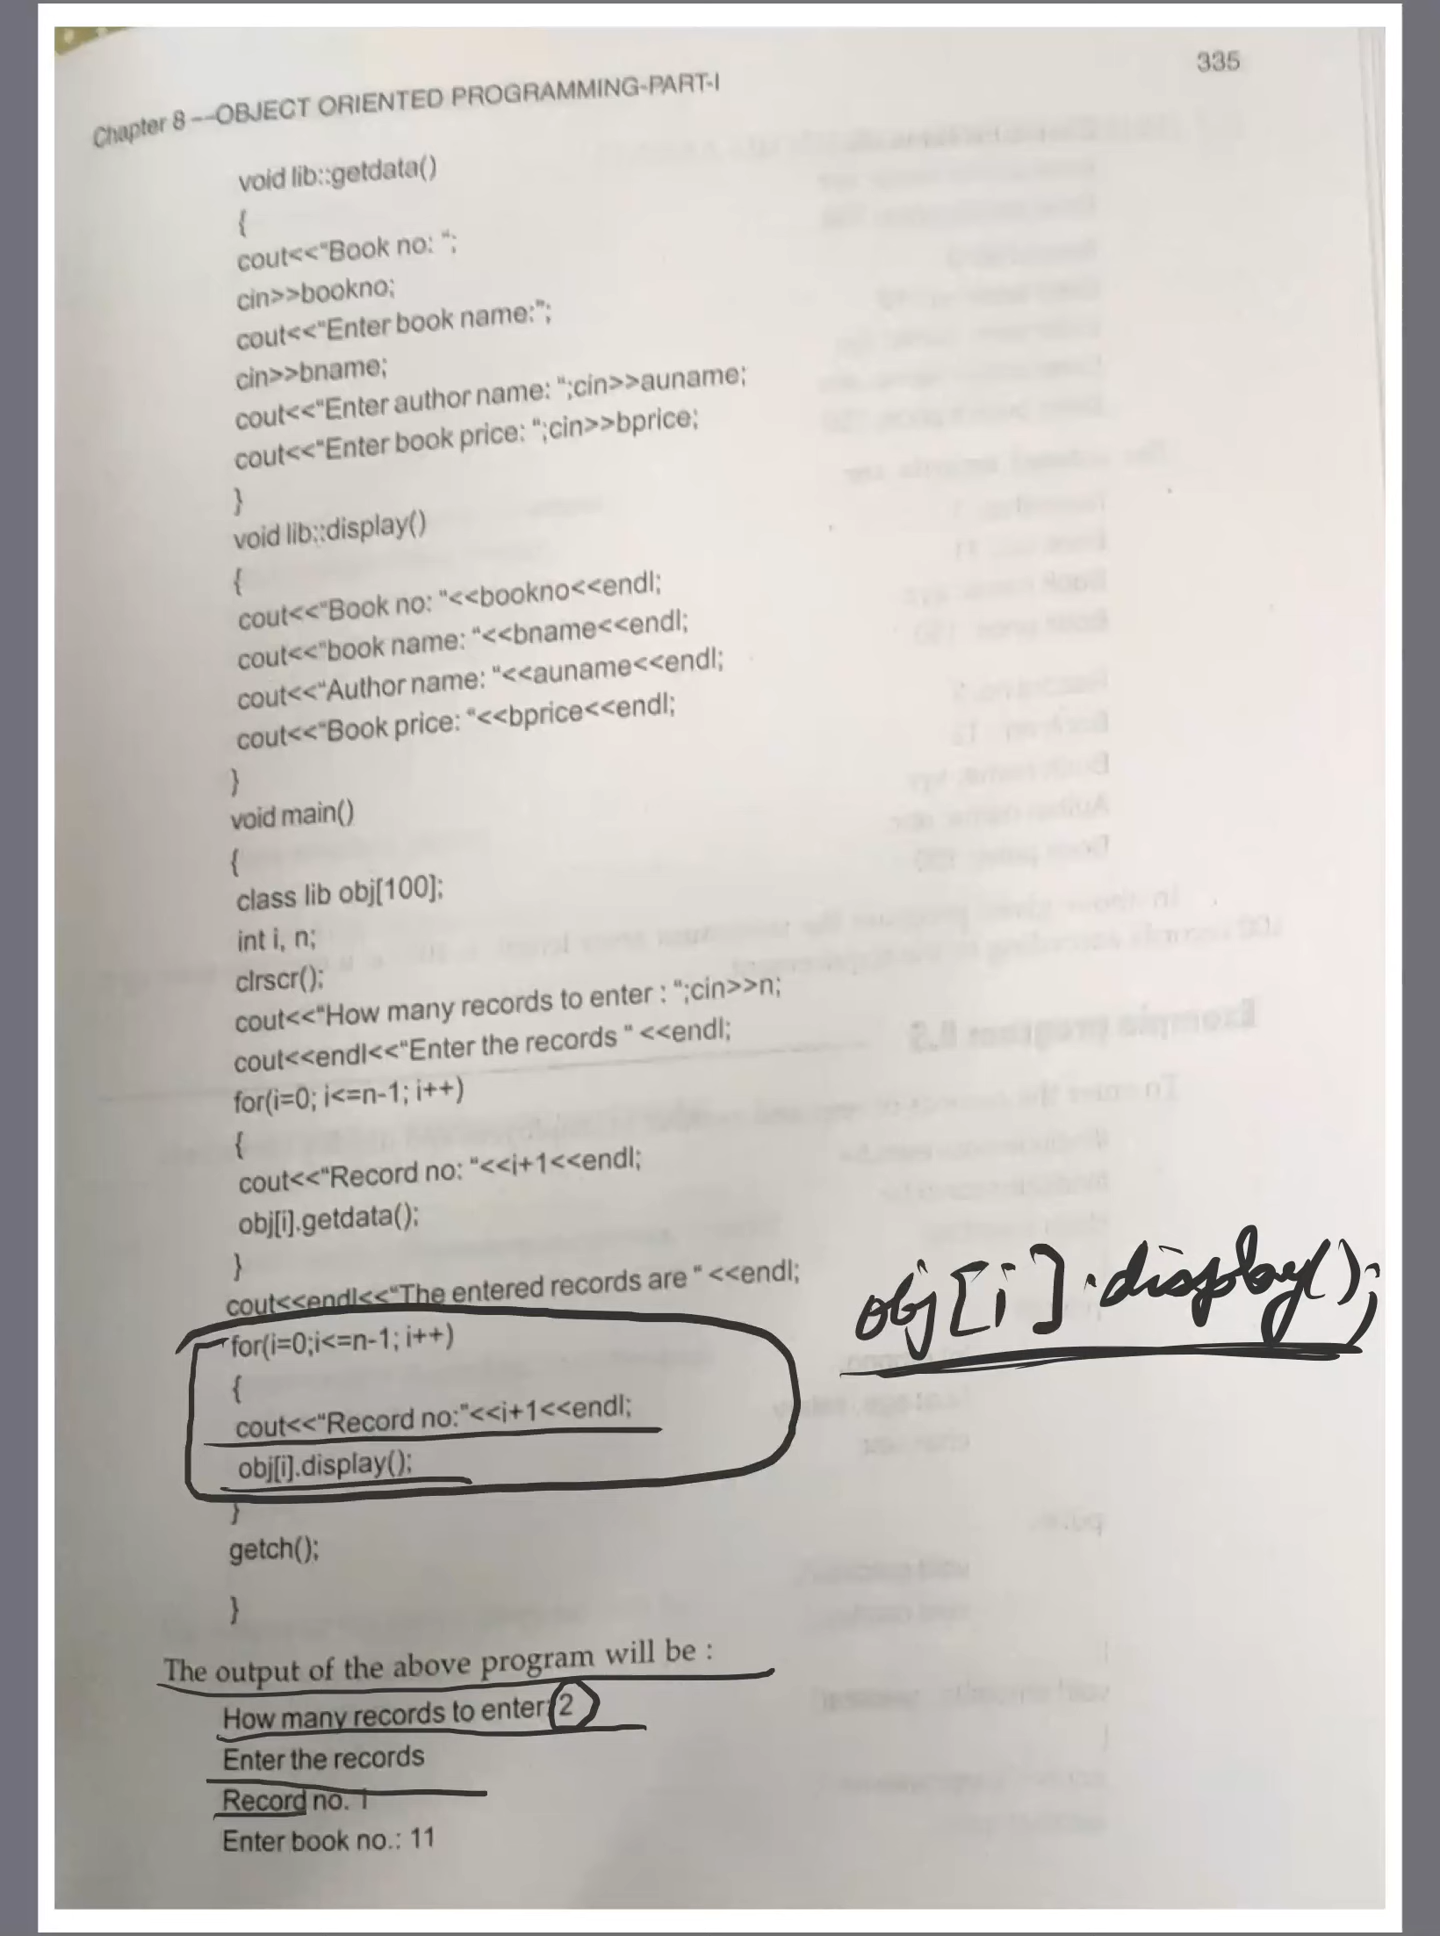 335
Chapter 8 --OBJECT ORIENTED PROGRAMMING-PART-I
void lib::getdata()
{
cout<<"Book no: ";
cin>>bookno;
cout<<"Enter book name:";
cin>>bname;
cout<<"Enter author name: ";cin>>auname;
cout<<"Enter book price: ";cin>>bprice;
}
void lib::display()
{
cout<<"Book no: "<<bookno<<endl;
cout<<"book name: "<<bname<<endl;
cout<<"Author name: "<<auname<<endl;
cout<<"Book price: "<<bprice<<endl;
}
void main()
{
class lib obj[100];
int i, n;
clrscr();
cout<<"How many records to enter : ";cin>>n;
cout<<endl<<"Enter the records " <<endl;
for(i=0; i<=n-1; i++)
{
cout<<"Record no: "<<i+1<<endl;
obj[i].getdata();
}
cout<<endl<<"The entered records are " <<endl;
for(i=0;i<=n-1; i++)
{
cout<<"Record no:"<<i+1<<endl;
obj[i].display();
}
getch();
}
obj[i].display();
The output of the above program will be :
How many records to enter: 2
Enter the records
Record no. 1
Enter book no.: 11